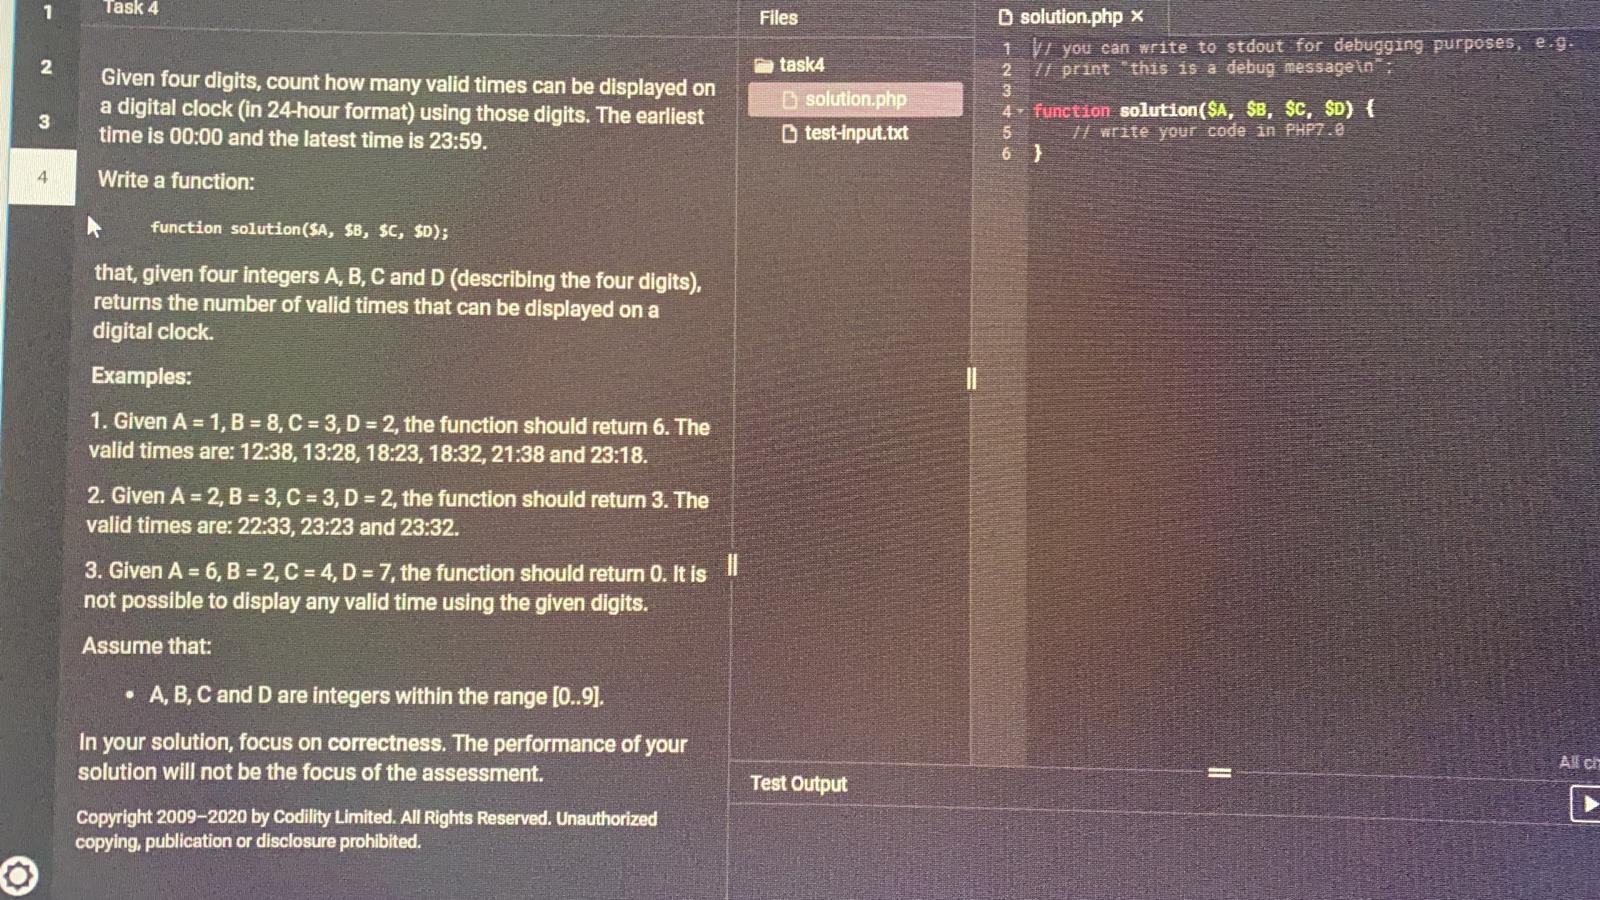 1
Task 4
2
3
4
Given four digits, count how many valid times can be displayed on
a digital clock (in 24-hour format) using those digits. The earliest
time is 00:00 and the latest time is 23:59.
Write a function:
function solution($A, $B, $C, $D);
that, given four integers A, B, C and D (describing the four digits),
returns the number of valid times that can be displayed on a
digital clock.
Examples:
1. Given A = 1, B = 8, C = 3, D = 2, the function should return 6. The
valid times are: 12:38, 13:28, 18:23, 18:32, 21:38 and 23:18.
2. Given A = 2, B = 3, C = 3, D = 2, the function should return 3. The
valid times are: 22:33, 23:23 and 23:32.
3. Given A = 6, B = 2, C = 4, D = 7, the function should return 0. It is
not possible to display any valid time using the given digits.
Assume that:
• A, B, C and D are integers within the range [0..9].
In your solution, focus on correctness. The performance of your
solution will not be the focus of the assessment.
Copyright 2009–2020 by Codility Limited. All Rights Reserved. Unauthorized
copying, publication or disclosure prohibited.
Files
task4
solution.php
test-input.txt
solution.php ×
1 // you can write to stdout for debugging purposes, e.g.
2 // print "this is a debug message\n";
3
4 function solution($A, $B, $C, $D) {
5 // write your code in PHP7.0
6 }
All
Test Output